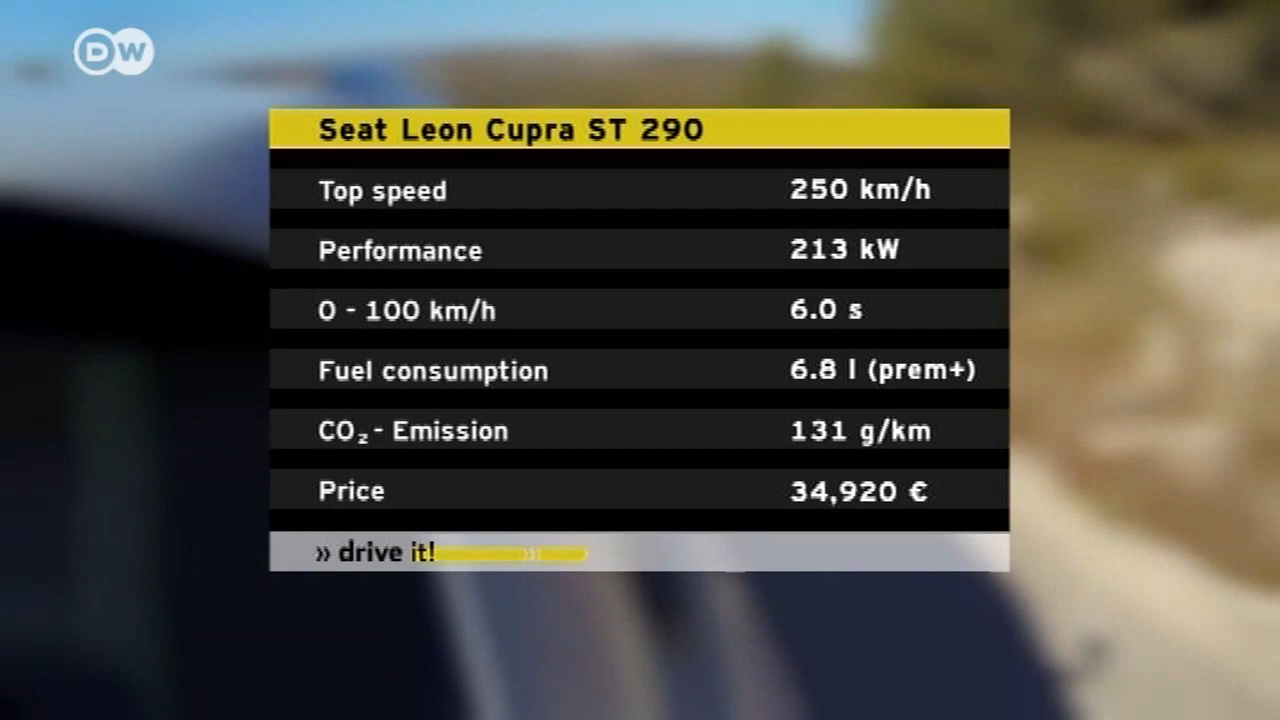 DW
Seat Leon Cupra ST 290
Top speed 250 km/h
Performance 213 kW
0 - 100 km/h 6.0 s
Fuel consumption 6.8 l (prem+)
CO₂ - Emission 131 g/km
Price 34,920 €
» drive it!